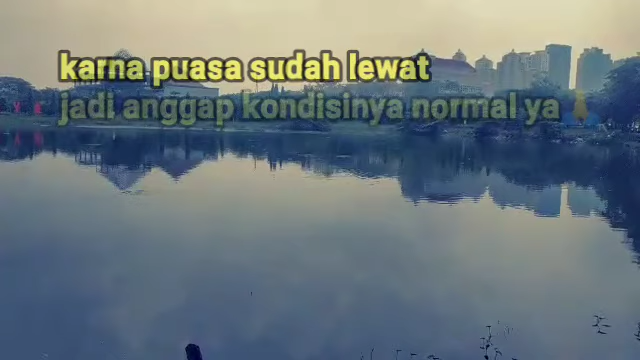 karna puasa sudah lewat
jadi anggap kondisinya normal ya 🙏